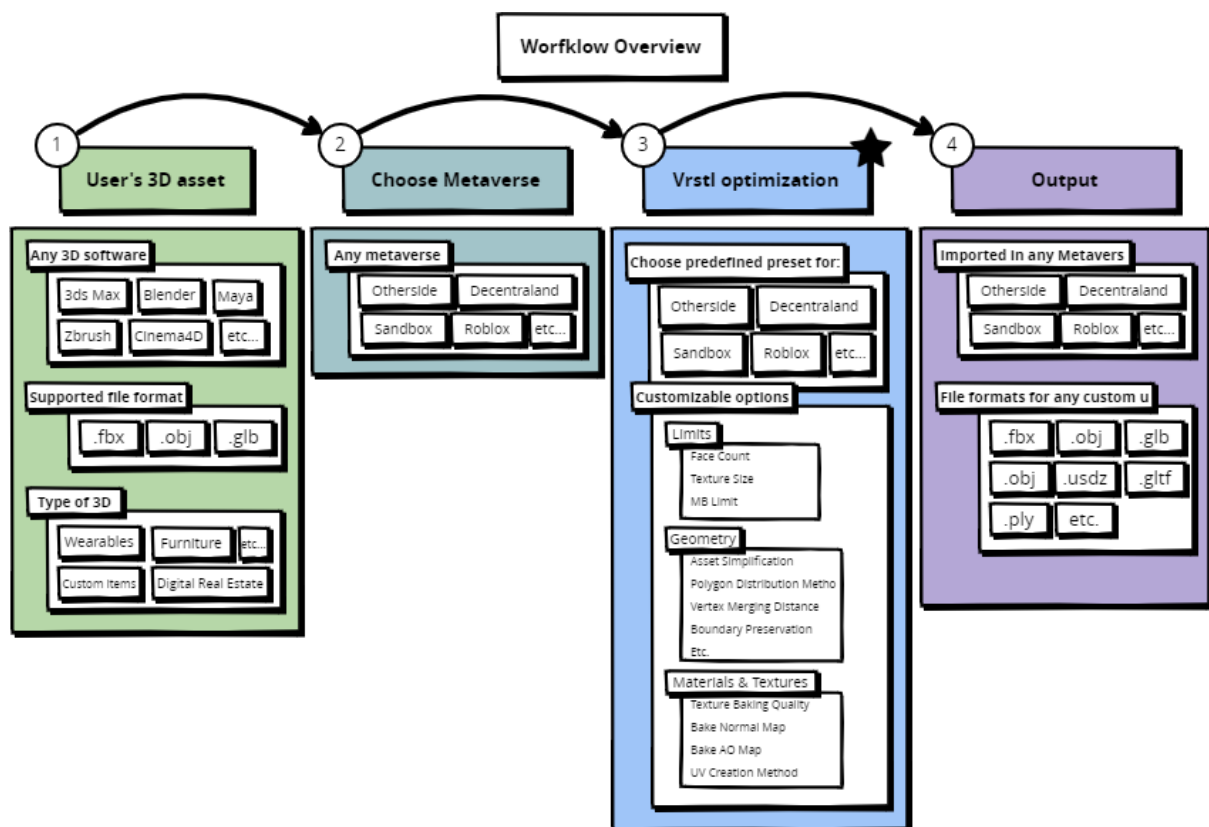 Worfklow Overview
1
2
3
4
User's 3D asset
Choose Metaverse
Vrstl optimization
Output
Any 3D software
3ds Max
Blender
Maya
Zbrush
Cinema4D
etc...
Supported file format
.fbx
.obj
.glb
Type of 3D
Wearables
Furniture
etc...
Custom Items
Digital Real Estate
Any metaverse
Otherside
Decentraland
Sandbox
Roblox
etc...
Choose predefined preset for:
Otherside
Decentraland
Sandbox
Roblox
etc...
Customizable options
Limits
Face Count
Texture Size
MB Limit
Geometry
Asset Simplification
Polygon Distribution Metho
Vertex Merging Distance
Boundary Preservation
Etc.
Materials & Textures
Texture Baking Quality
Bake Normal Map
Bake AO Map
UV Creation Method
Imported in any Metavers
Otherside
Decentraland
Sandbox
Roblox
etc...
File formats for any custom u
.fbx
.obj
.glb
.obj
.usdz
.gltf
.ply
etc.